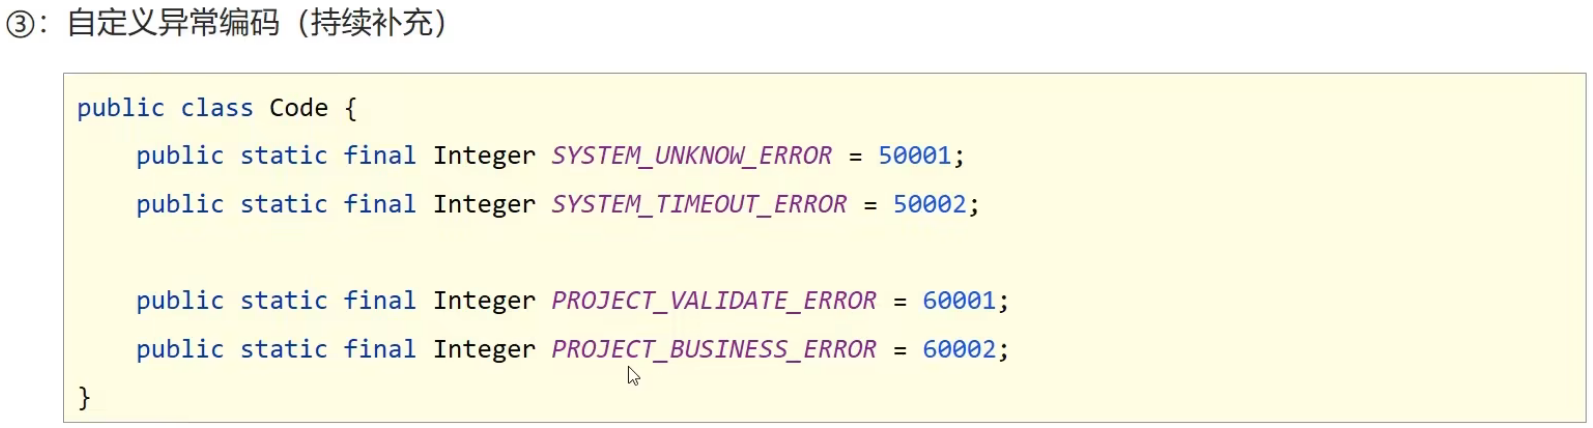 ③：自定义异常编码（持续补充）
public class Code {
    public static final Integer SYSTEM_UNKNOW_ERROR = 50001;
    public static final Integer SYSTEM_TIMEOUT_ERROR = 50002;
    public static final Integer PROJECT_VALIDATE_ERROR = 60001;
    public static final Integer PROJECT_BUSINESS_ERROR = 60002;
}